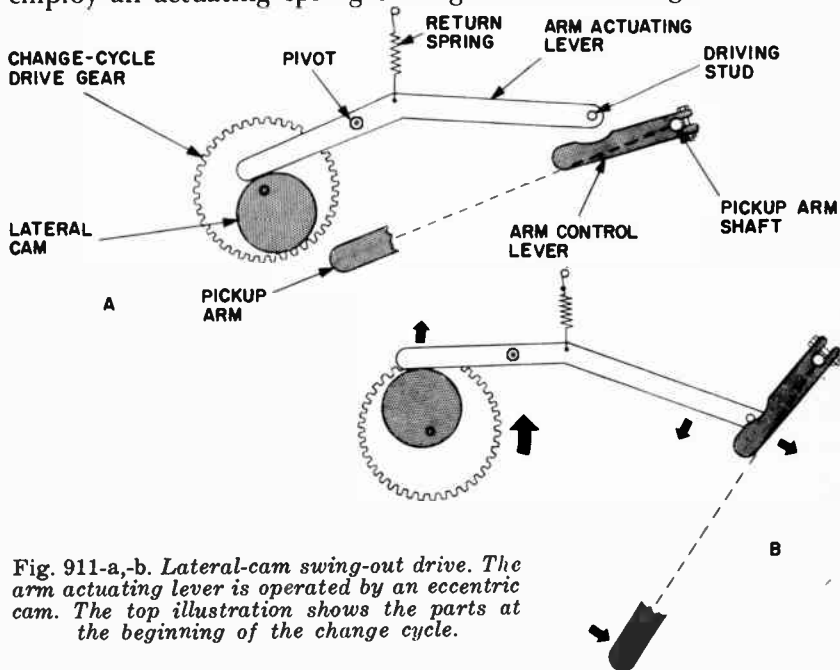 employ an actuating spring
RETURN
SPRING
ARM ACTUATING
LEVER
DRIVING
STUD
CHANGE-CYCLE
DRIVE GEAR
PIVOT
LATERAL
CAM
ARM CONTROL
LEVER
PICKUP ARM
SHAFT
PICKUP
ARM
A
B
Fig. 911-a,-b. Lateral-cam swing-out drive. The
arm actuating lever is operated by an eccentric
cam. The top illustration shows the parts at
the beginning of the change cycle.